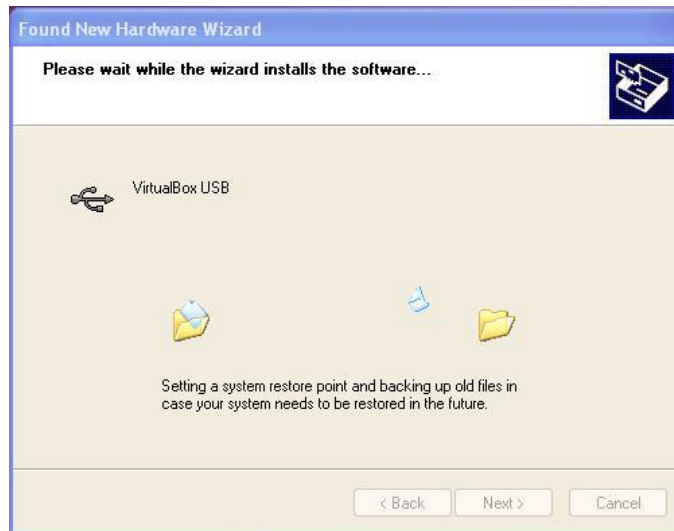 Found New Hardware Wizard
Please wait while the wizard installs the software...
VirtualBox USB
Setting a system restore point and backing up old files in
case your system needs to be restored in the future.
< Back
Next >
Cancel